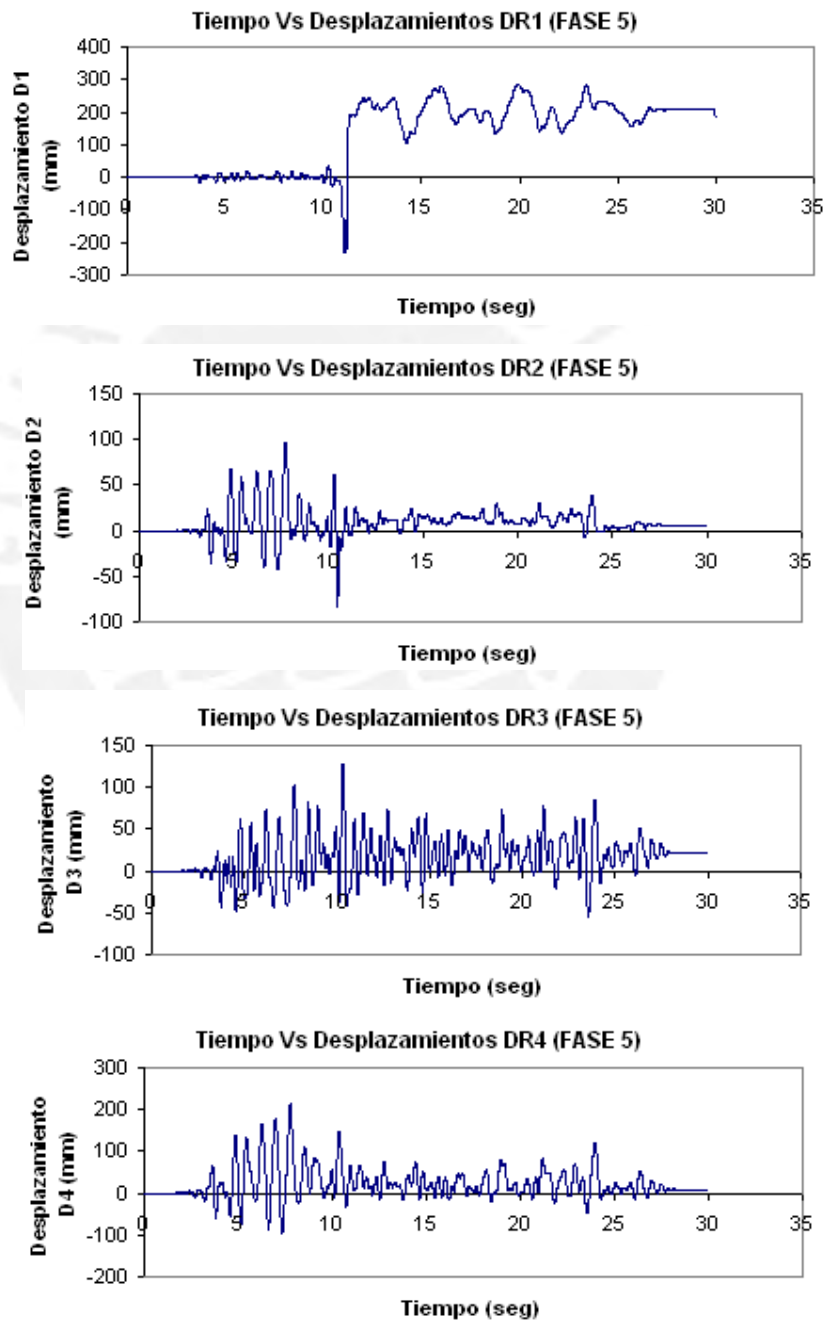 Tiempo Vs Desplazamientos DR1 (FASE 5)
Desplazamiento D1
(mm)
400
300
200
100
0
-100
-200
-300
0 5 10 15 20 25 30 35
Tiempo (seg)
Tiempo Vs Desplazamientos DR2 (FASE 5)
Desplazamiento D2
(mm)
150
100
50
0
-50
-100
0 5 10 15 20 25 30 35
Tiempo (seg)
Tiempo Vs Desplazamientos DR3 (FASE 5)
Desplazamiento
D3 (mm)
150
100
50
0
-50
-100
0 5 10 15 20 25 30 35
Tiempo (seg)
Tiempo Vs Desplazamientos DR4 (FASE 5)
Desplazamiento
D4 (mm)
300
200
100
0
-100
-200
0 5 10 15 20 25 30 35
Tiempo (seg)